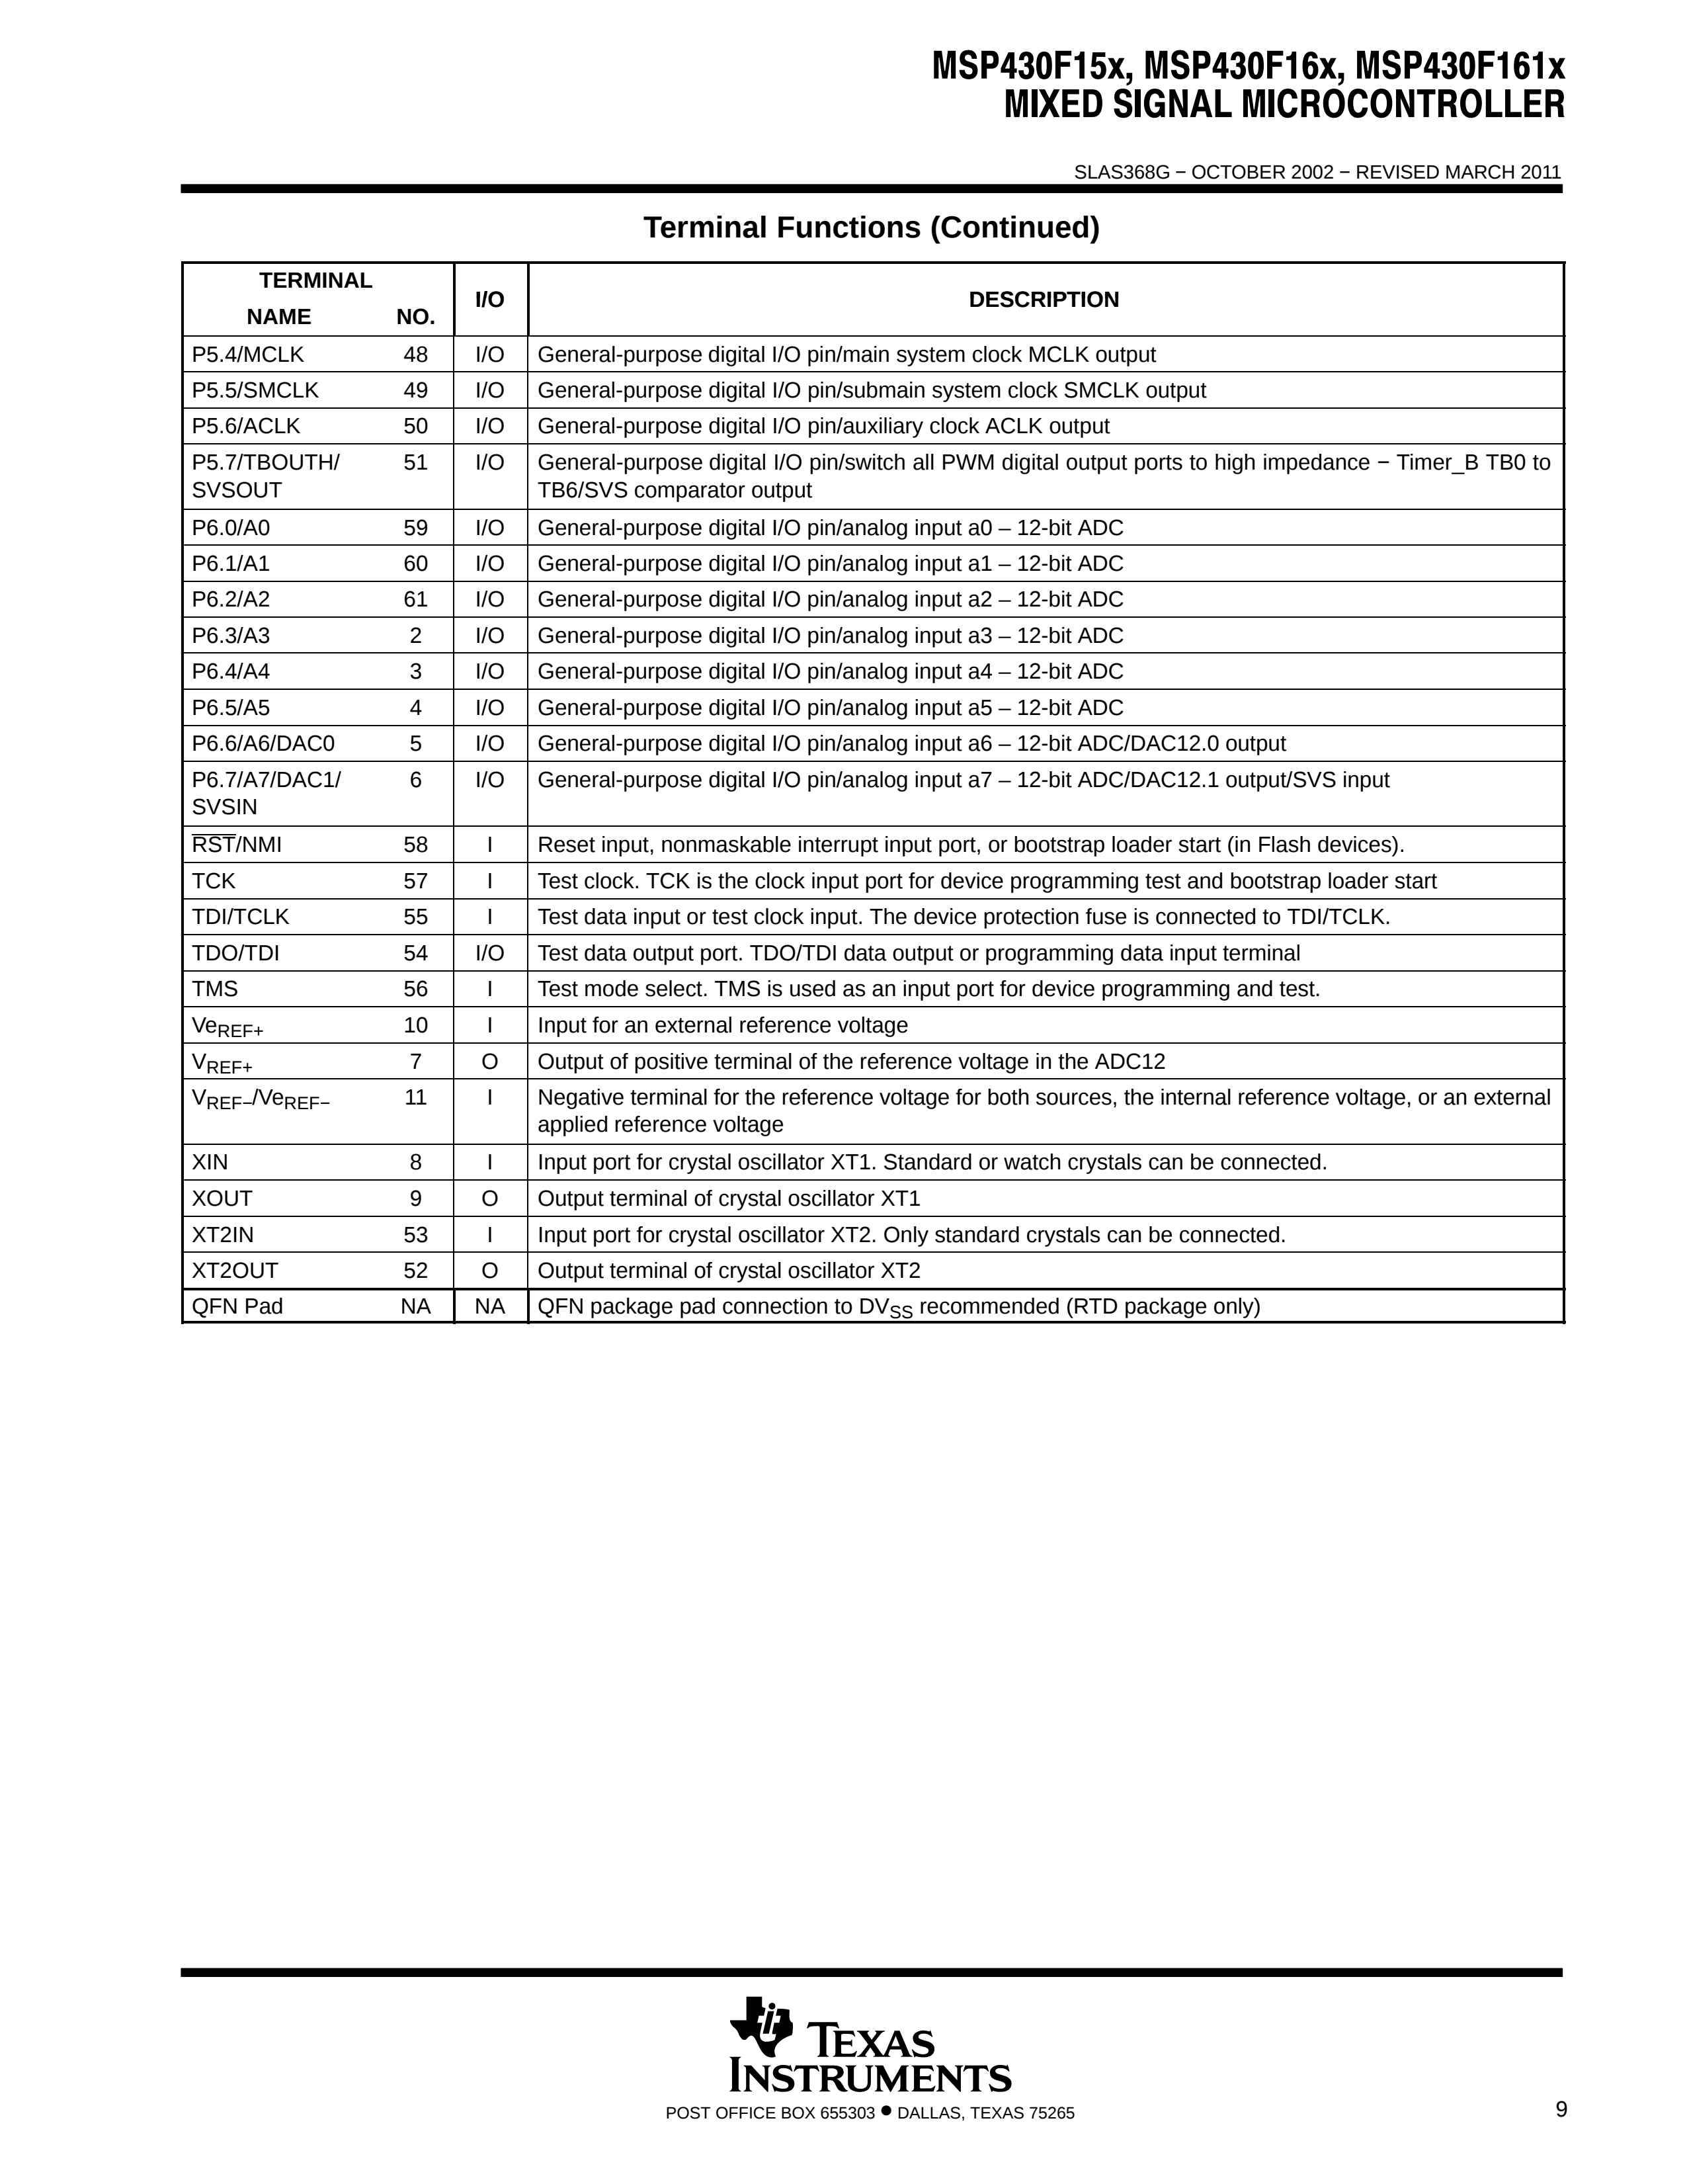 MSP430F15x, MSP430F16x, MSP430F161x
MIXED SIGNAL MICROCONTROLLER
SLAS368G − OCTOBER 2002 − REVISED MARCH 2011
Terminal Functions (Continued)
TERMINAL
NAME NO. I/O DESCRIPTION
P5.4/MCLK 48 I/O General-purpose digital I/O pin/main system clock MCLK output
P5.5/SMCLK 49 I/O General-purpose digital I/O pin/submain system clock SMCLK output
P5.6/ACLK 50 I/O General-purpose digital I/O pin/auxiliary clock ACLK output
P5.7/TBOUTH/ 51 I/O General-purpose digital I/O pin/switch all PWM digital output ports to high impedance − Timer_B TB0 to
SVSOUT TB6/SVS comparator output
P6.0/A0 59 I/O General-purpose digital I/O pin/analog input a0 – 12-bit ADC
P6.1/A1 60 I/O General-purpose digital I/O pin/analog input a1 – 12-bit ADC
P6.2/A2 61 I/O General-purpose digital I/O pin/analog input a2 – 12-bit ADC
P6.3/A3 2 I/O General-purpose digital I/O pin/analog input a3 – 12-bit ADC
P6.4/A4 3 I/O General-purpose digital I/O pin/analog input a4 – 12-bit ADC
P6.5/A5 4 I/O General-purpose digital I/O pin/analog input a5 – 12-bit ADC
P6.6/A6/DAC0 5 I/O General-purpose digital I/O pin/analog input a6 – 12-bit ADC/DAC12.0 output
P6.7/A7/DAC1/ 6 I/O General-purpose digital I/O pin/analog input a7 – 12-bit ADC/DAC12.1 output/SVS input
SVSIN
RST/NMI 58 I Reset input, nonmaskable interrupt input port, or bootstrap loader start (in Flash devices).
TCK 57 I Test clock. TCK is the clock input port for device programming test and bootstrap loader start
TDI/TCLK 55 I Test data input or test clock input. The device protection fuse is connected to TDI/TCLK.
TDO/TDI 54 I/O Test data output port. TDO/TDI data output or programming data input terminal
TMS 56 I Test mode select. TMS is used as an input port for device programming and test.
VeREF+ 10 I Input for an external reference voltage
VREF+ 7 O Output of positive terminal of the reference voltage in the ADC12
VREF−/VeREF− 11 I Negative terminal for the reference voltage for both sources, the internal reference voltage, or an external
applied reference voltage
XIN 8 I Input port for crystal oscillator XT1. Standard or watch crystals can be connected.
XOUT 9 O Output terminal of crystal oscillator XT1
XT2IN 53 I Input port for crystal oscillator XT2. Only standard crystals can be connected.
XT2OUT 52 O Output terminal of crystal oscillator XT2
QFN Pad NA NA QFN package pad connection to DVSS recommended (RTD package only)
TEXAS
INSTRUMENTS
POST OFFICE BOX 655303 ● DALLAS, TEXAS 75265
9